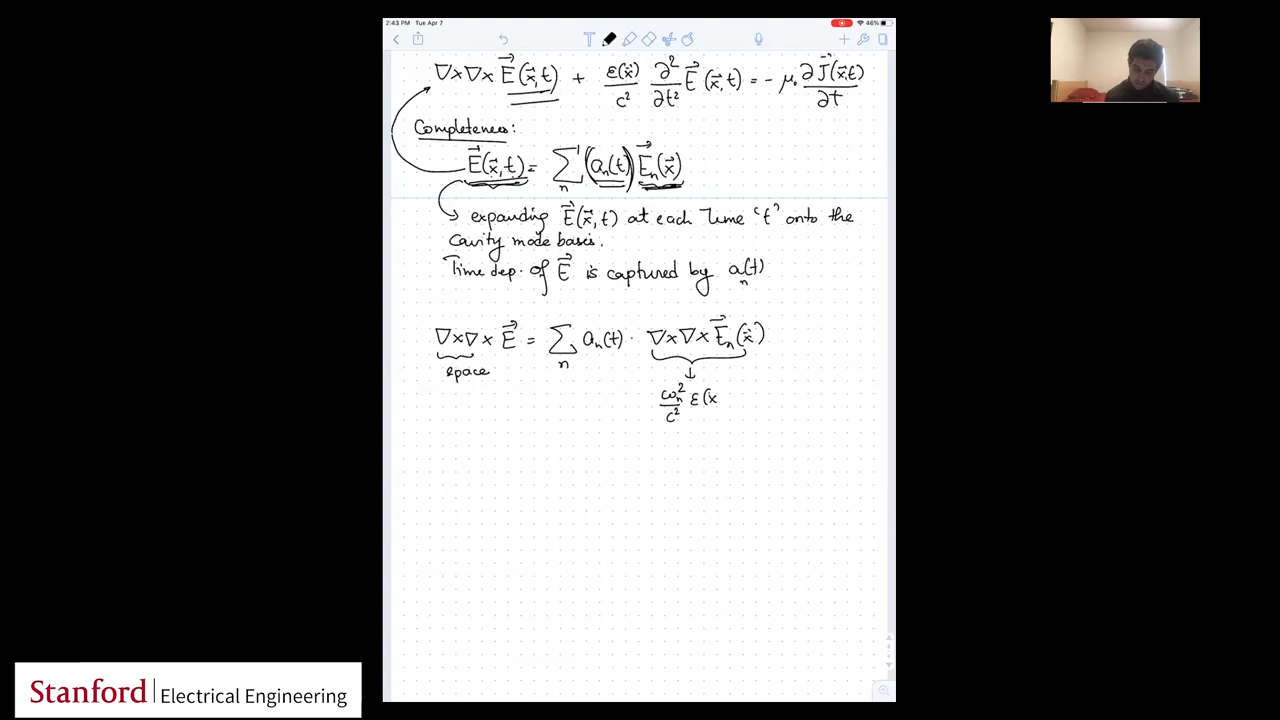 2:43 PM Tue Apr 7
46%
∇×∇× E⃗(x⃗,t) + ε(x⃗)/c² ∂²/∂t² E⃗(x⃗,t) = - μ₀ ∂J⃗(x⃗,t)/∂t
Completeness:
E⃗(x⃗,t) = Σn (an(t)) E⃗n(x⃗)
expanding E⃗(x⃗,t) at each time 't' onto the
cavity mode basis.
Time dep. of E⃗ is captured by an(t)
∇×∇× E⃗ = Σn an(t) · ∇×∇× E⃗n(x⃗)
space
ωn²/c² ε(x
Stanford | Electrical Engineering